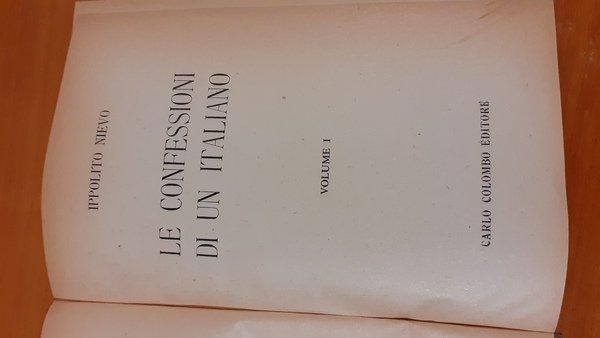 IPPOLITO NIEVO
LE CONFESSIONI
DI UN ITALIANO
VOLUME I
CARLO COLOMBO EDITORE